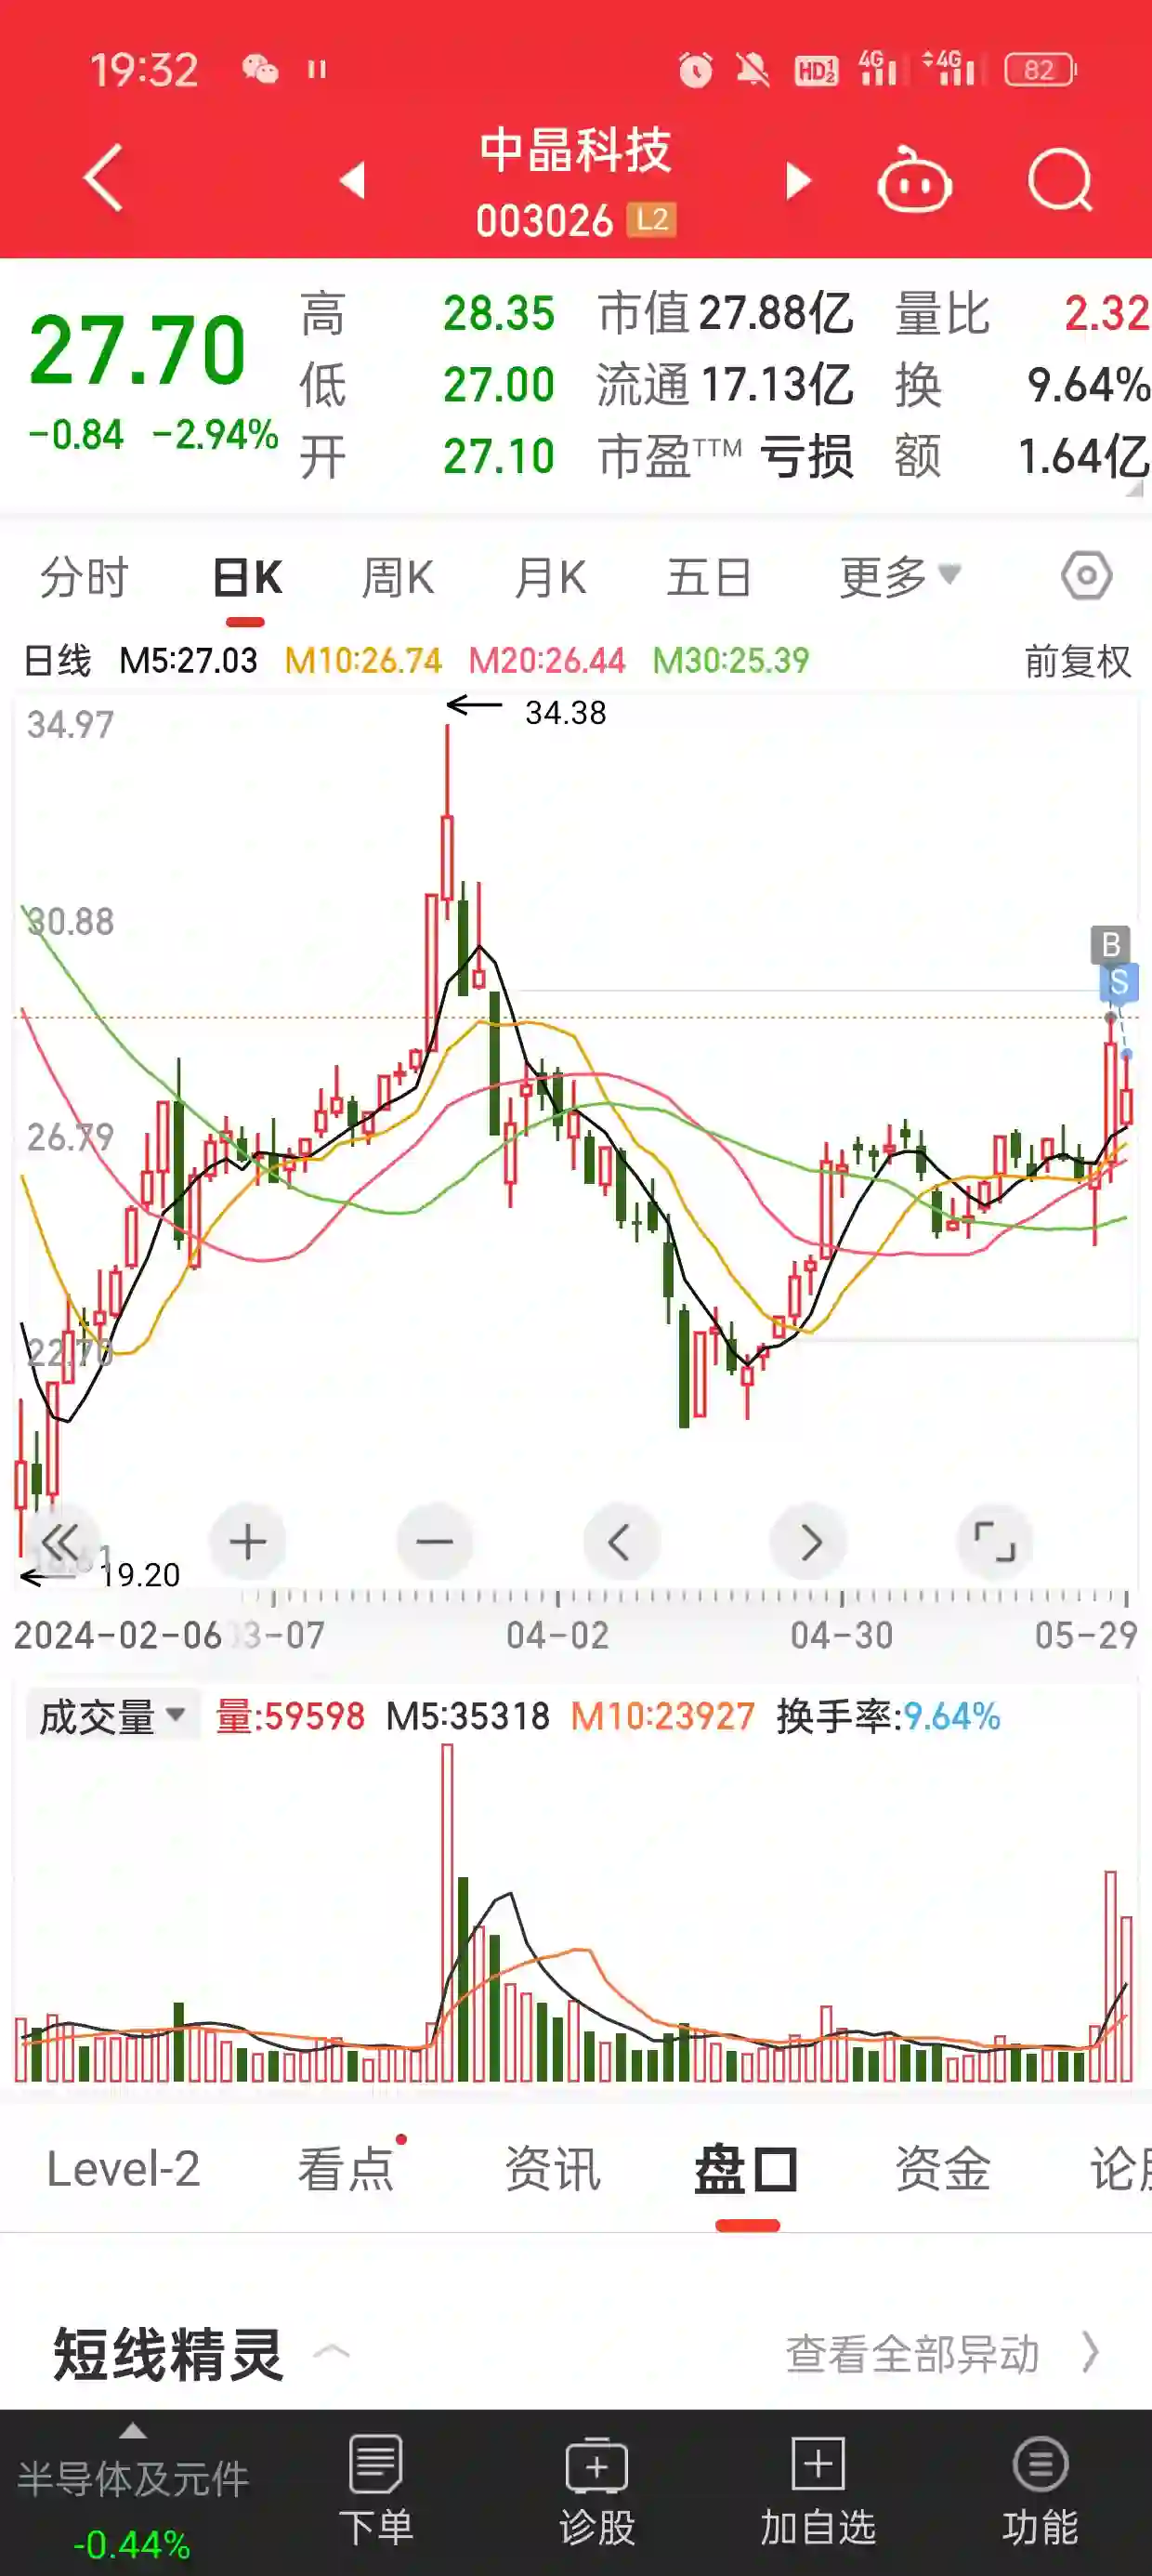 19:32 HD 1 2 4G 4G 82
中晶科技
003026 L2
27.70
-0.84 -2.94%
高 28.35 市值 27.88亿 量比 2.32
低 27.00 流通 17.13亿 换 9.64%
开 27.10 市盈TTM 亏损 额 1.64亿
分时 日K 周K 月K 五日 更多
日线 M5:27.03 M10:26.74 M20:26.44 M30:25.39 前复权
34.97
34.38
30.88
B
S
26.79
22.70
19.20
2024-02-06 03-07 04-02 04-30 05-29
成交量 量:59598 M5:35318 M10:23927 换手率:9.64%
Level-2 看点 资讯 盘口 资金
短线精灵 查看全部异动
半导体及元件
-0.44%
下单 诊股 加自选 功能